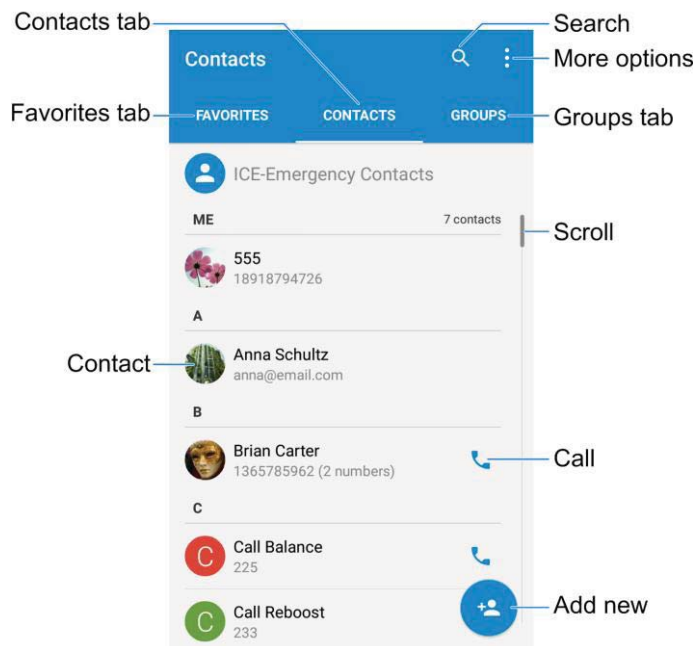 Contacts tab
Search
Contacts
More options
Favorites tab
FAVORITES CONTACTS GROUPS
Groups tab
ICE-Emergency Contacts
ME 7 contacts
Scroll
555
18918794726
A
Contact
Anna Schultz
anna@email.com
B
Brian Carter
1365785962 (2 numbers)
Call
C
C
Call Balance
225
C
Call Reboost
233
Add new